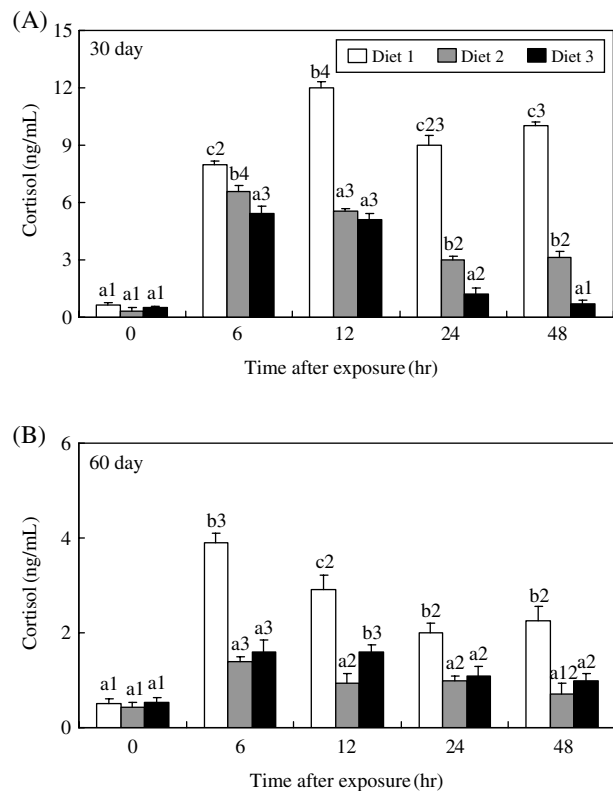 (A)
30 day
Diet 1 Diet 2 Diet 3
Cortisol (ng/mL)
15
12
9
6
3
0
a1 a1 a1
c2 b4 a3
b4 a3 a3
c23 b2 a2
c3 b2 a1
0 6 12 24 48
Time after exposure (hr)
(B)
60 day
Cortisol (ng/mL)
6
4
2
0
a1 a1 a1
b3 a3 a3
c2 a2 b3
b2 a2 a2
b2 a12 a2
0 6 12 24 48
Time after exposure (hr)